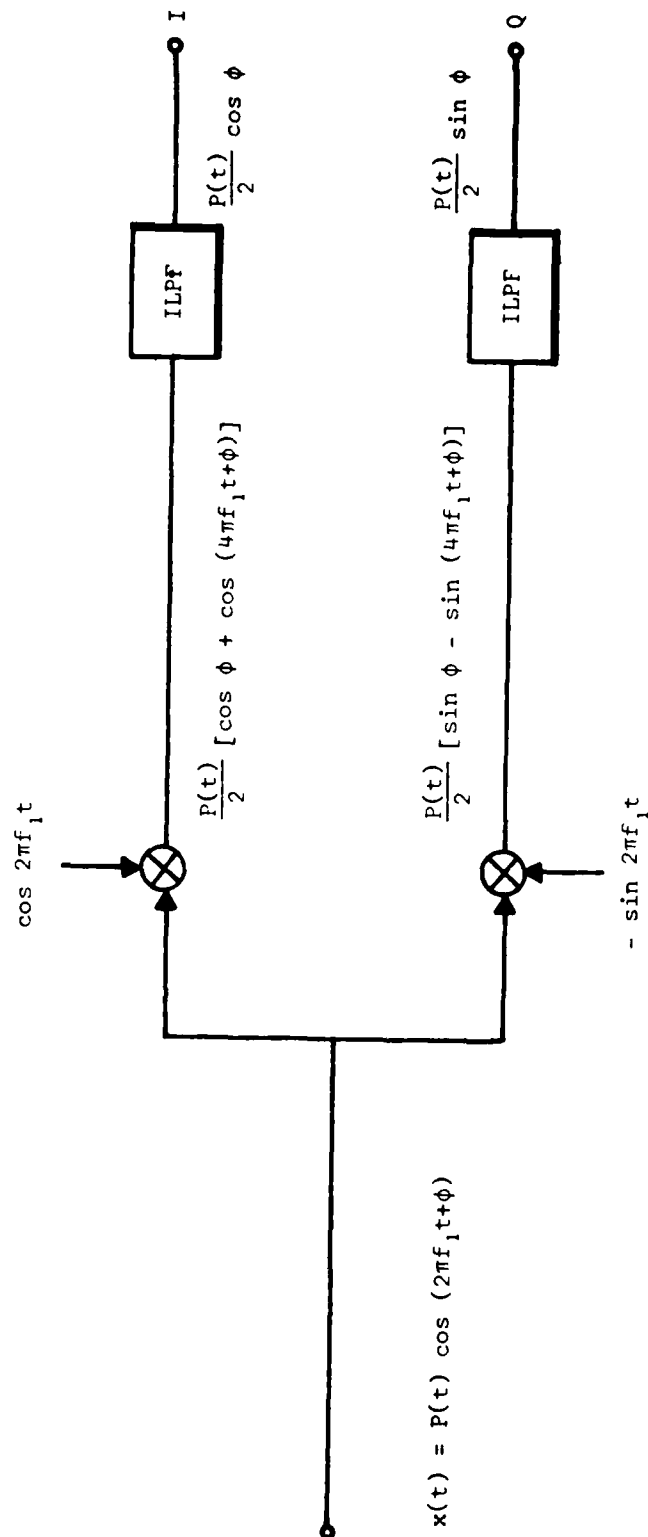 x(t) = P(t) cos (2πf₁t+ϕ)
cos 2πf₁t
P(t)/2 [cos ϕ + cos (4πf₁t+ϕ)]
ILPF
P(t)/2 cos ϕ
I
- sin 2πf₁t
P(t)/2 [sin ϕ - sin (4πf₁t+ϕ)]
ILPF
P(t)/2 sin ϕ
Q